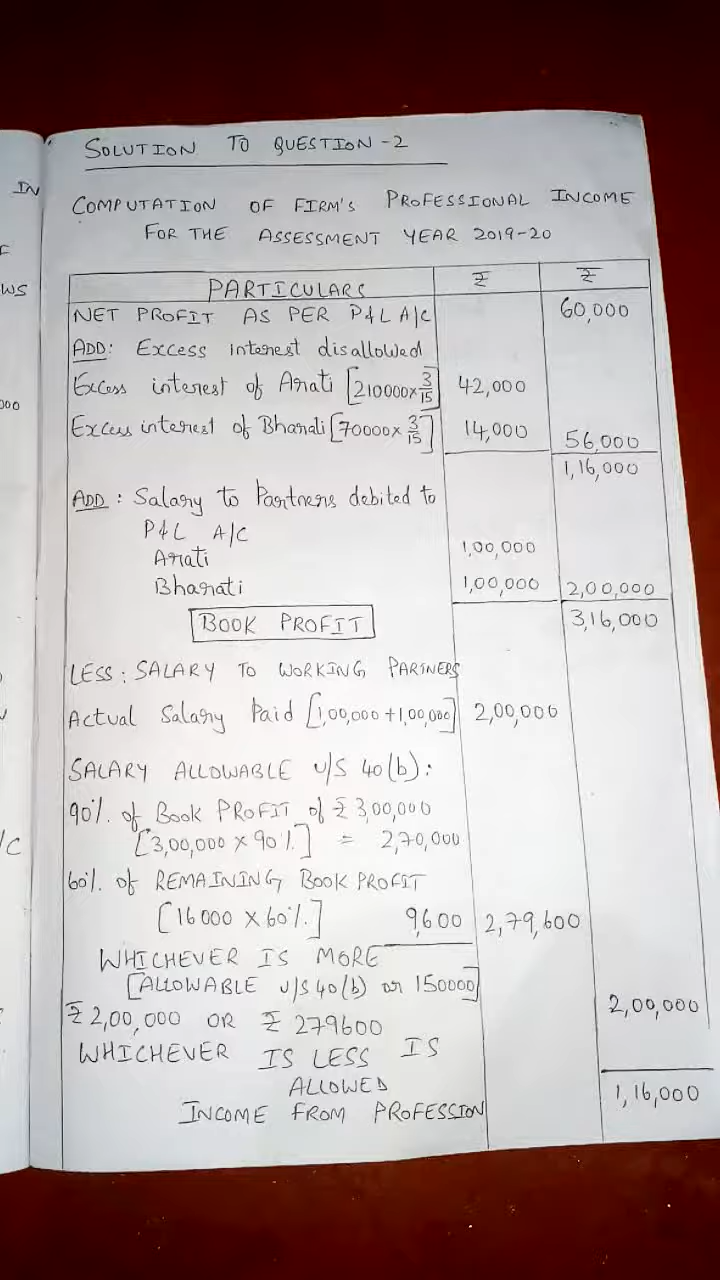 SOLUTION TO QUESTION-2
COMPUTATION OF FIRM'S PROFESSIONAL INCOME
FOR THE ASSESSMENT YEAR 2019-20
PARTICULARS ₹ ₹
NET PROFIT AS PER P&L A/C 60,000
ADD: Excess interest disallowed
Excess interest of Arati [210000×3/15] 42,000
Excess interest of Bharati [70000×3/15] 14,000 56,000
1,16,000
ADD: Salary to Partners debited to
P&L A/C
Arati 1,00,000
Bharati 1,00,000 2,00,000
BOOK PROFIT 3,16,000
LESS: SALARY TO WORKING PARTNERS
Actual Salary Paid [1,00,000+1,00,000] 2,00,000
SALARY ALLOWABLE U/S 40(b):
90% of BOOK PROFIT of ₹ 3,00,000
[3,00,000 × 90%] = 2,70,000
60% of REMAINING BOOK PROFIT
[16000 × 60%] 9,600 2,79,600
WHICHEVER IS MORE
[ALLOWABLE U/S 40(b) or 150000]
₹ 2,00,000 OR ₹ 279600 2,00,000
WHICHEVER IS LESS IS
ALLOWED
INCOME FROM PROFESSION 1,16,000
IN
WS
000
/C